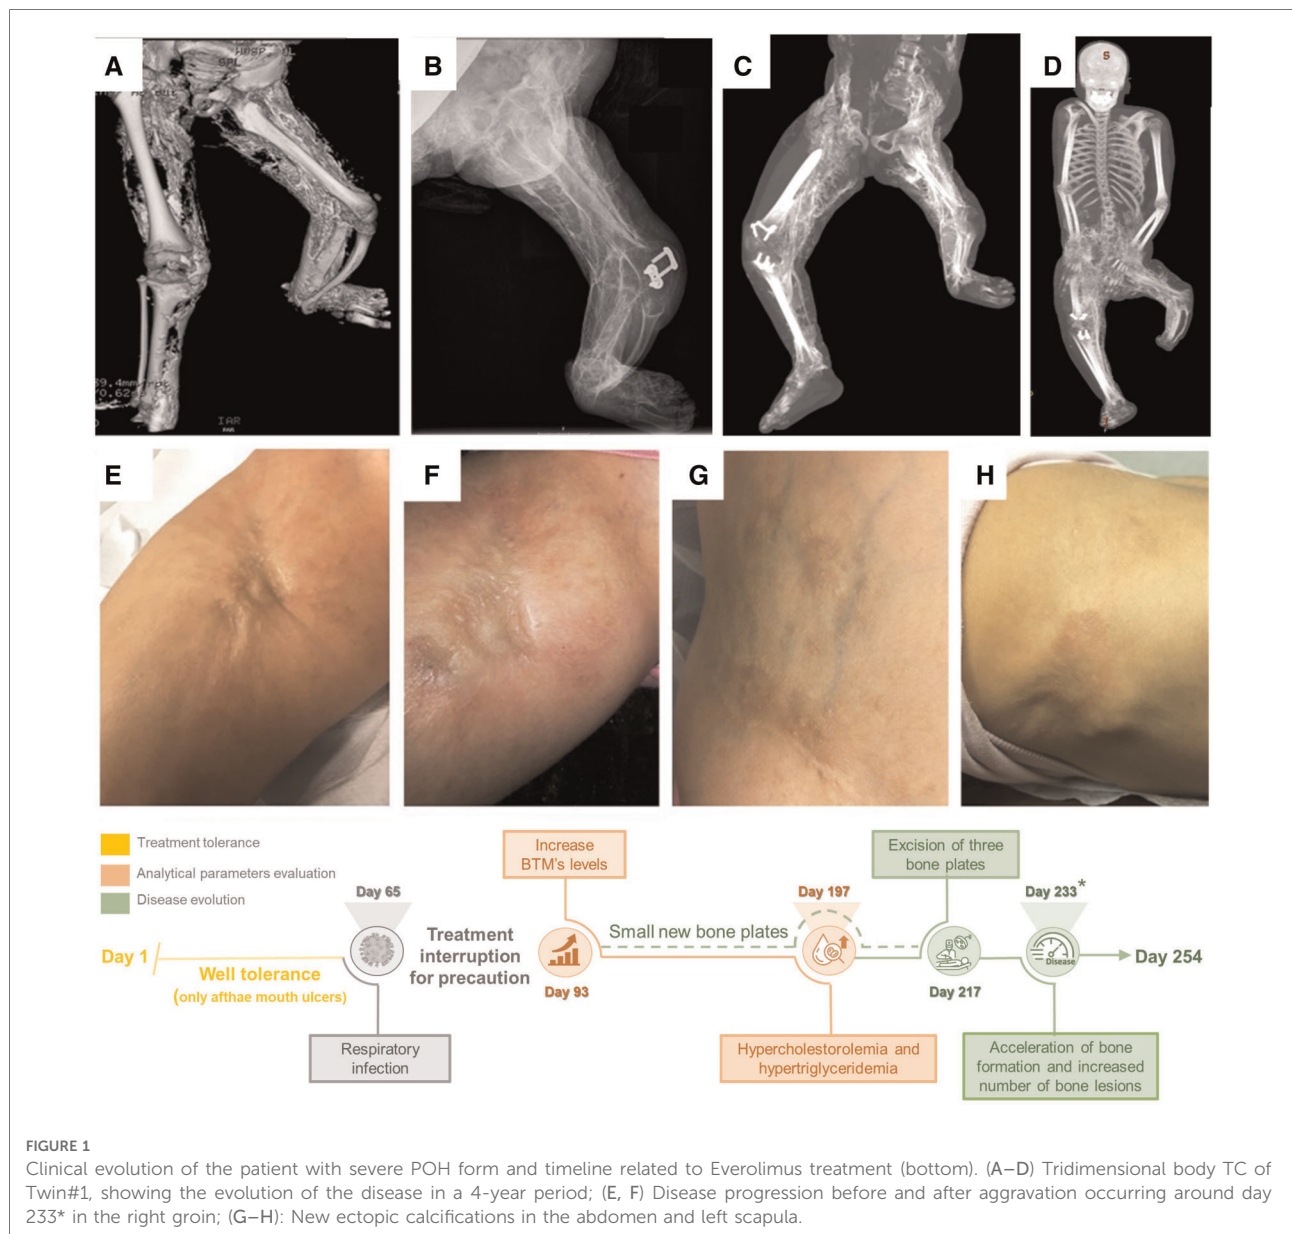 A
B
C
D
HOSP
IAR
S
E
F
G
H
Treatment tolerance
Analytical parameters evaluation
Disease evolution
Increase
BTM's levels
Excision of three
bone plates
Day 65
Day 197
Day 233*
Day 1
Well tolerance
(only afthae mouth ulcers)
Treatment
interruption
for precaution
Small new bone plates
Disease
Day 254
Day 93
Day 217
Respiratory
infection
Hypercholestorolemia and
hypertriglyceridemia
Acceleration of bone
formation and increased
number of bone lesions
FIGURE 1
Clinical evolution of the patient with severe POH form and timeline related to Everolimus treatment (bottom). (A–D) Tridimensional body TC of
Twin#1, showing the evolution of the disease in a 4-year period; (E, F) Disease progression before and after aggravation occurring around day
233* in the right groin; (G–H): New ectopic calcifications in the abdomen and left scapula.